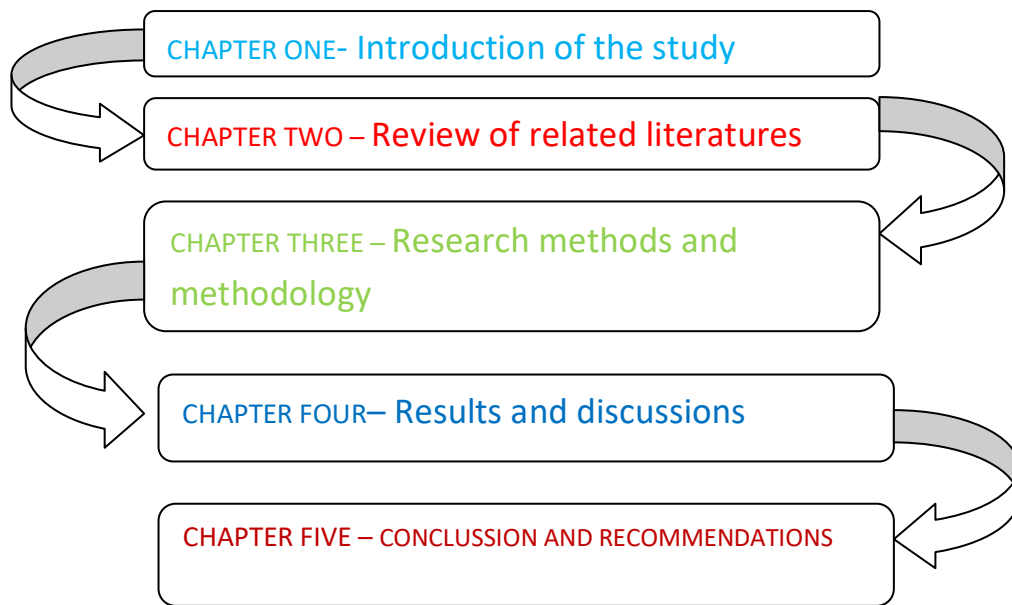 CHAPTER ONE- Introduction of the study
CHAPTER TWO – Review of related literatures
CHAPTER THREE – Research methods and
methodology
CHAPTER FOUR– Results and discussions
CHAPTER FIVE – CONCLUSSION AND RECOMMENDATIONS